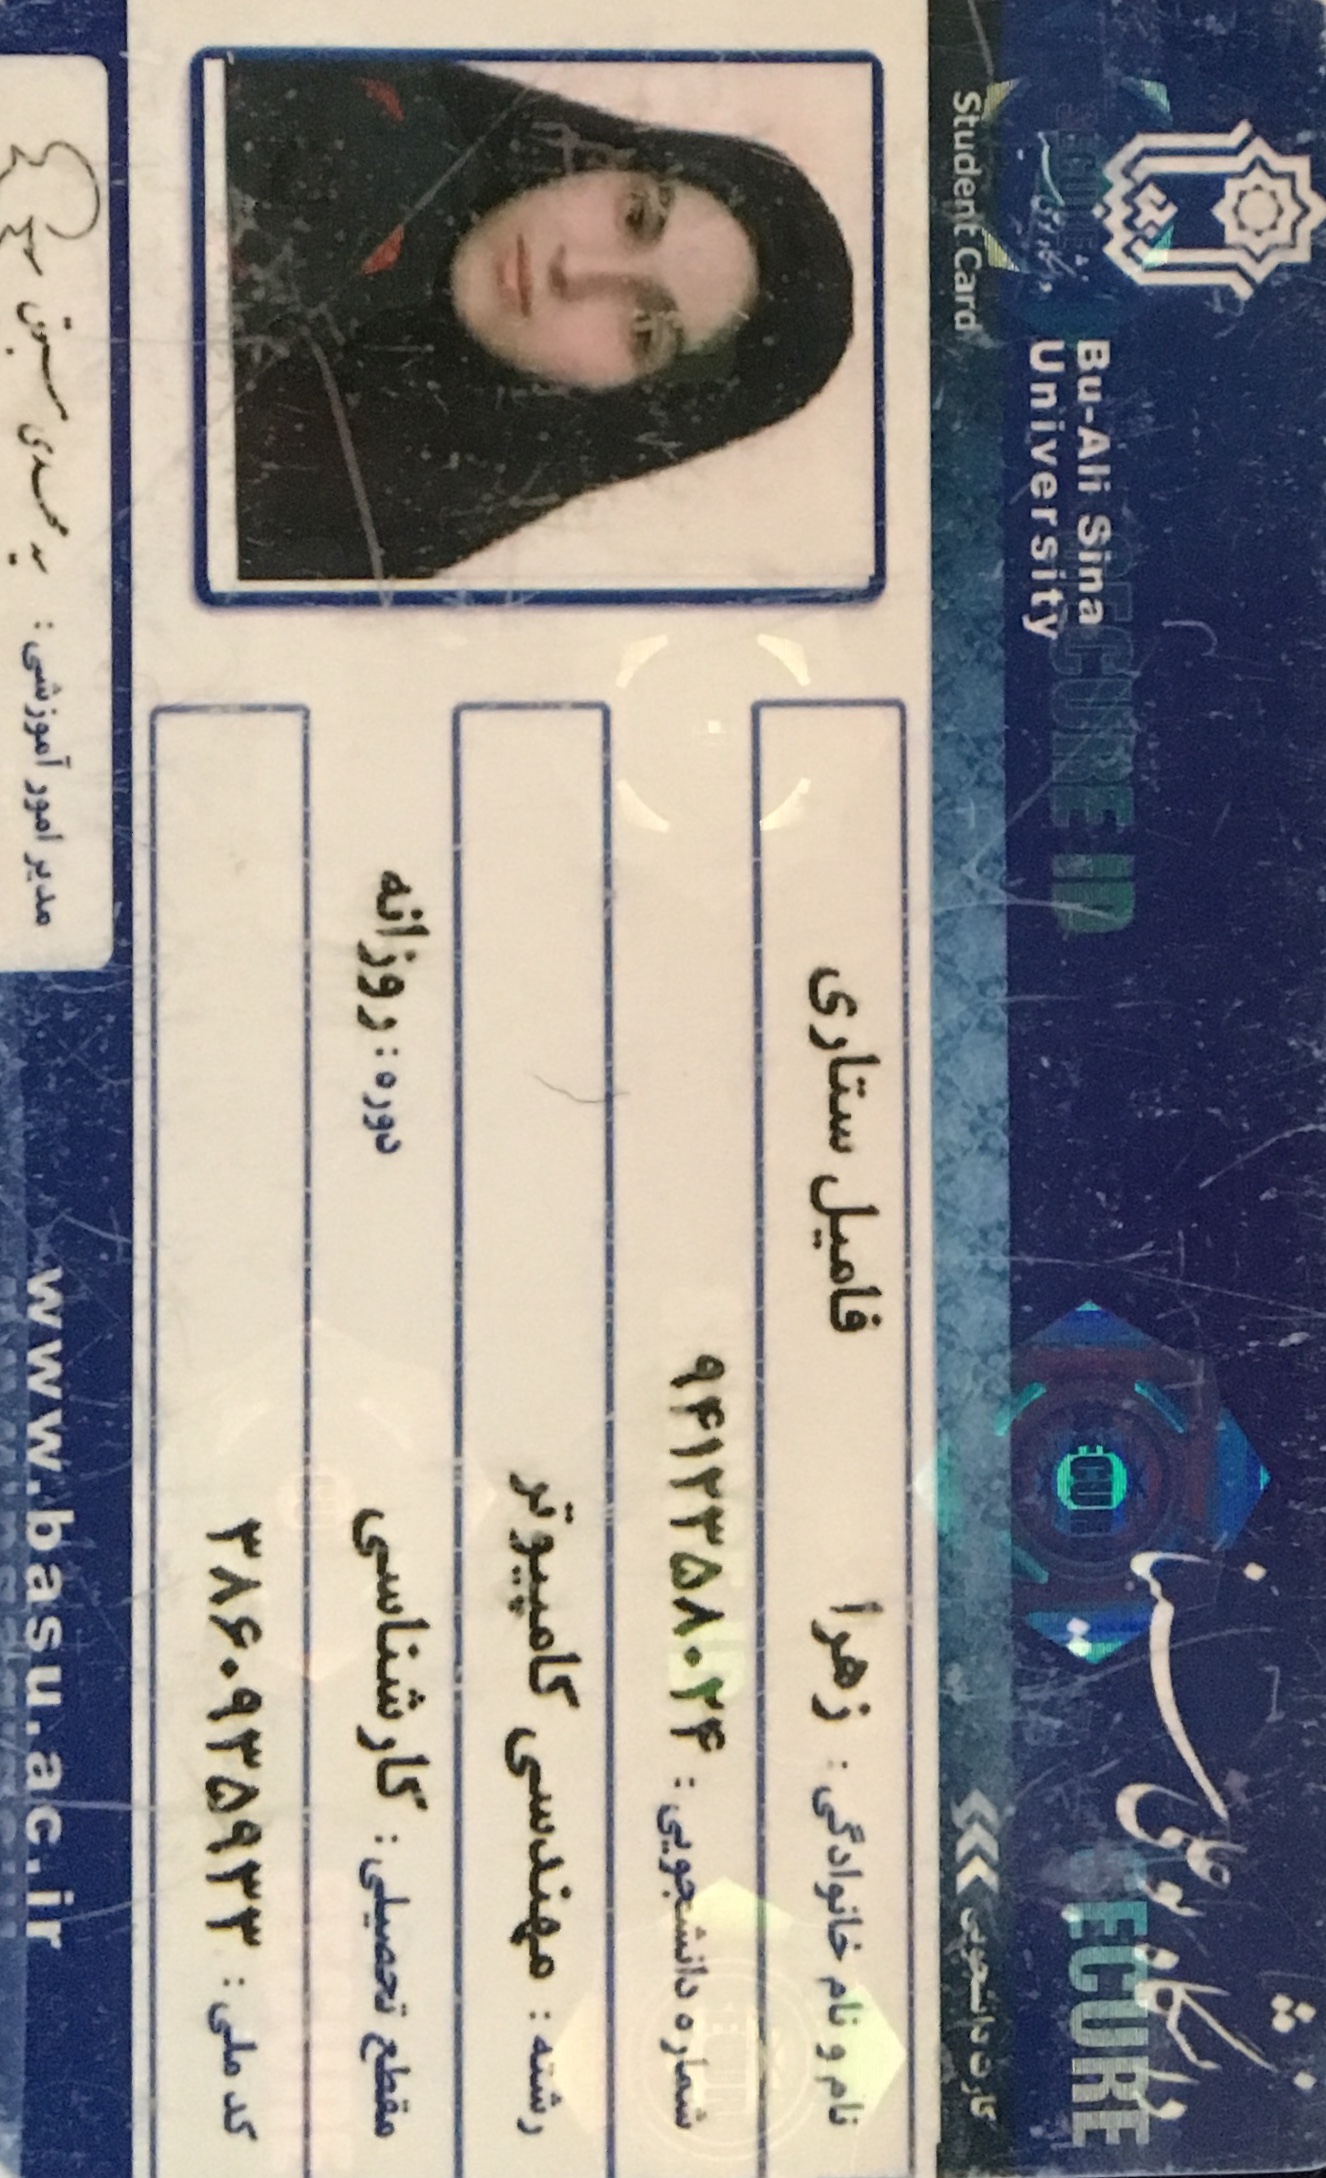 دانشگاه بوعلی سینا
Bu-Ali Sina
University
کارت دانشجویی
Student Card
نام و نام خانوادگی : زهرا فامیل ستاری
شماره دانشجویی : ۹۴۱۲۳۵۸۰۲۴
رشته : مهندسی کامپیوتر
مقطع تحصیلی : کارشناسی
دوره : روزانه
کد ملی : ۳۸۶۰۹۳۵۹۳۳
مدیر امور آموزشی :
www.basu.ac.ir
SECURE ID
SECURE